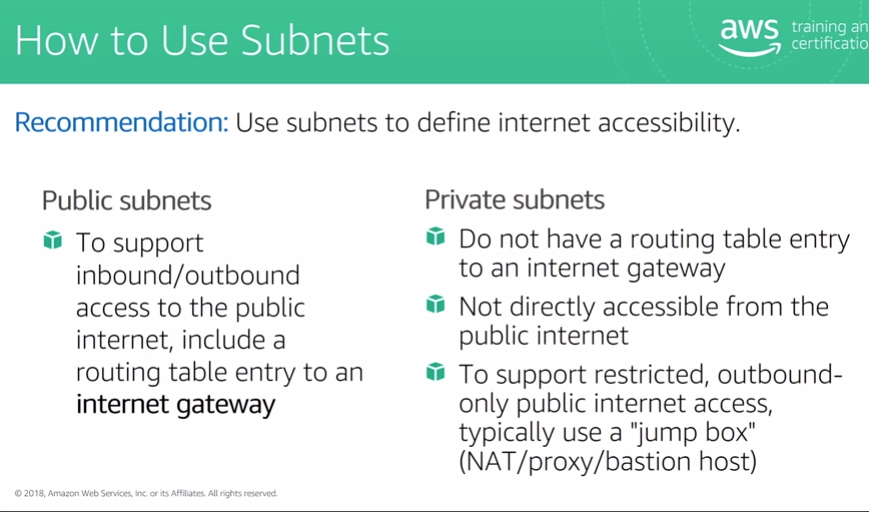 How to Use Subnets
aws
training an
certificatio
Recommendation: Use subnets to define internet accessibility.
Public subnets
To support
inbound/outbound
access to the public
internet, include a
routing table entry to an
internet gateway
Private subnets
Do not have a routing table entry
to an internet gateway
Not directly accessible from the
public internet
To support restricted, outbound-
only public internet access,
typically use a "jump box"
(NAT/proxy/bastion host)
© 2018, Amazon Web Services, Inc. or its Affiliates. All rights reserved.